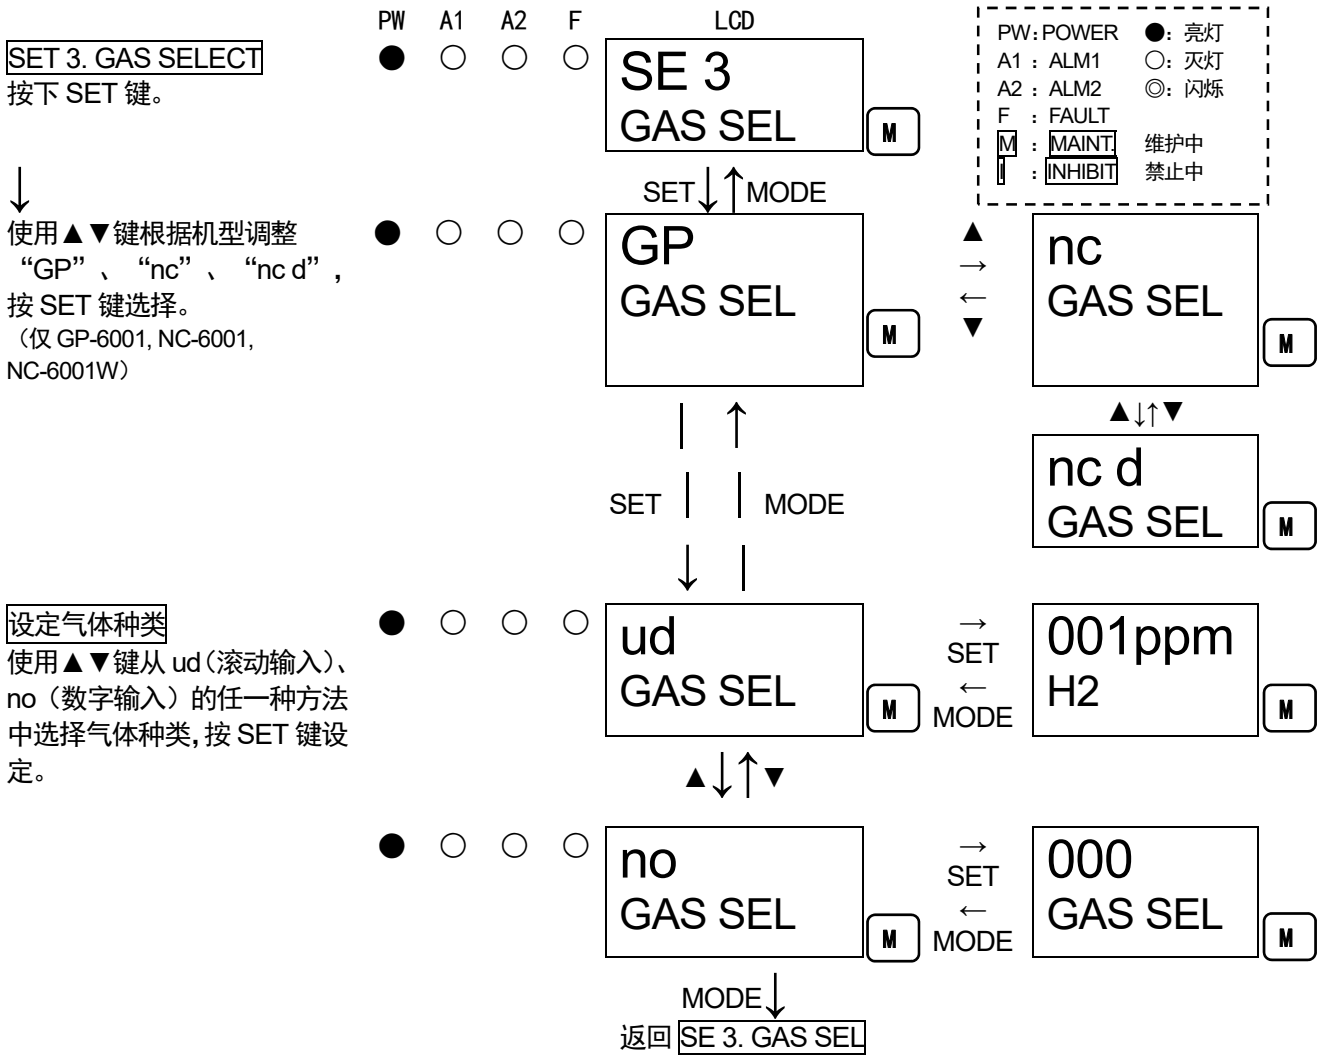 PW A1 A2 F LCD
PW:POWER ●:亮灯
A1 : ALM1 ○:灭灯
A2 : ALM2 ◎:闪烁
F : FAULT
M : MAINT. 维护中
I : INHIBIT 禁止中
SET 3. GAS SELECT ● ○ ○ ○
按下 SET 键。
SE 3
GAS SEL M
SET↓↑MODE
↓
使用▲▼键根据机型调整
“GP”、“nc”、“nc d”,
按 SET 键选择。
(仅 GP-6001, NC-6001,
NC-6001W)
● ○ ○ ○
GP
GAS SEL
M
▲
→
←
▼
nc
GAS SEL
M
▲↓↑▼
nc d
GAS SEL M
SET MODE
设定气体种类 ● ○ ○ ○
使用▲▼键从 ud(滚动输入)、
no(数字输入)的任一种方法
中选择气体种类,按 SET 键设
定。
ud
GAS SEL M
→
SET
←
MODE
001ppm
H2 M
▲↓↑▼
● ○ ○ ○
no
GAS SEL M
→
SET
←
MODE
000
GAS SEL M
MODE↓
返回 SE 3. GAS SEL